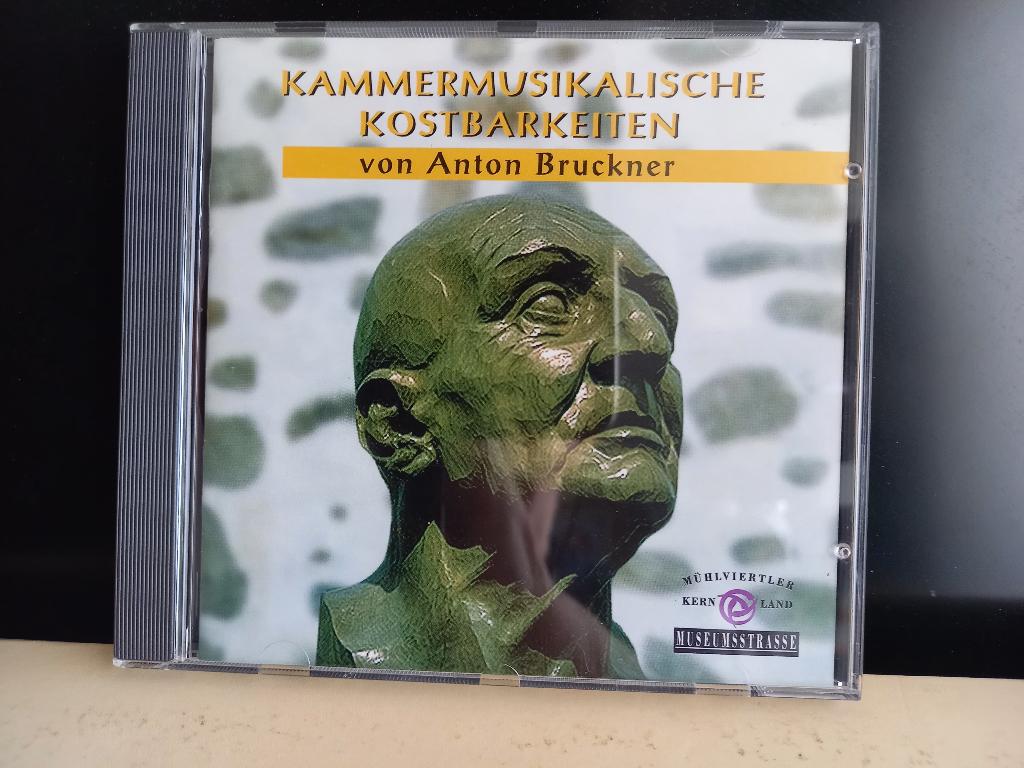 KAMMERMUSIKALISCHE
KOSTBARKEITEN
von Anton Bruckner
MÜHLVIERTLER
KERN LAND
MUSEUMSSTRASSE